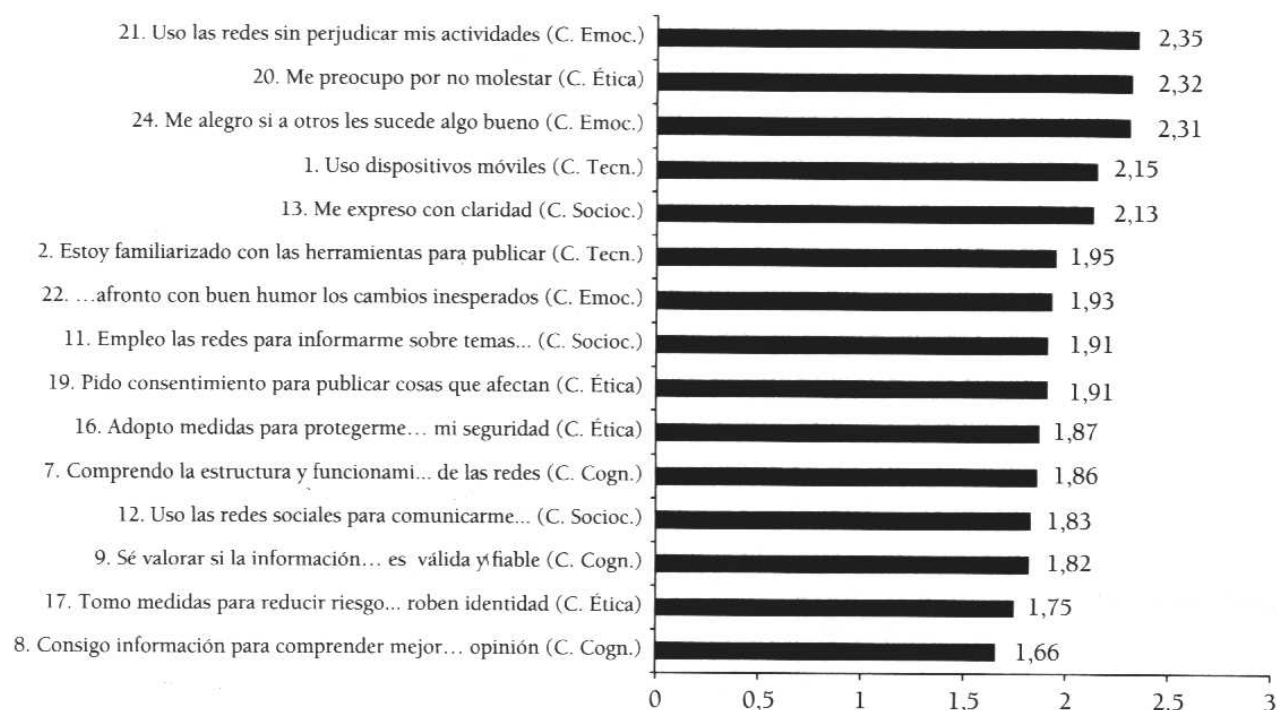 21. Uso las redes sin perjudicar mis actividades (C. Emoc.) 2,35
20. Me preocupo por no molestar (C. Ética) 2,32
24. Me alegro si a otros les sucede algo bueno (C. Emoc.) 2,31
1. Uso dispositivos móviles (C. Tecn.) 2,15
13. Me expreso con claridad (C. Socioc.) 2,13
2. Estoy familiarizado con las herramientas para publicar (C. Tecn.) 1,95
22. ...afronto con buen humor los cambios inesperados (C. Emoc.) 1,93
11. Empleo las redes para informarme sobre temas... (C. Socioc.) 1,91
19. Pido consentimiento para publicar cosas que afectan (C. Ética) 1,91
16. Adopto medidas para protegerme... mi seguridad (C. Ética) 1,87
7. Comprendo la estructura y funcionami... de las redes (C. Cogn.) 1,86
12. Uso las redes sociales para comunicarme... (C. Socioc.) 1,83
9. Sé valorar si la información... es válida y fiable (C. Cogn.) 1,82
17. Tomo medidas para reducir riesgo... roben identidad (C. Ética) 1,75
8. Consigo información para comprender mejor... opinión (C. Cogn.) 1,66
0 0,5 1 1,5 2 2,5 3